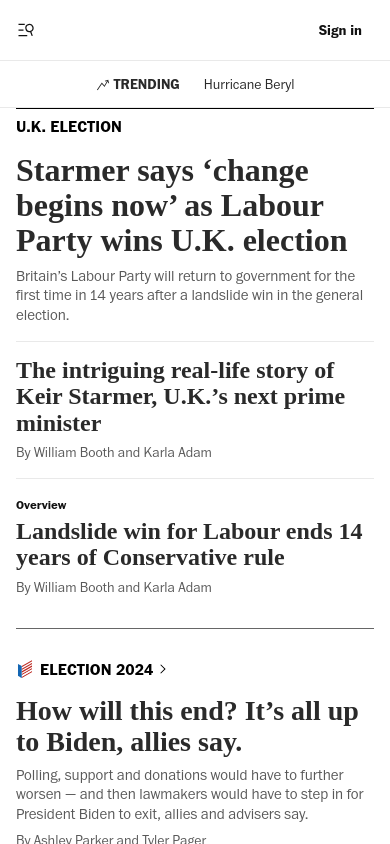 Sign in
TRENDING Hurricane Beryl
U.K. ELECTION
Starmer says ‘change
begins now’ as Labour
Party wins U.K. election
Britain’s Labour Party will return to government for the
first time in 14 years after a landslide win in the general
election.
The intriguing real-life story of
Keir Starmer, U.K.’s next prime
minister
By William Booth and Karla Adam
Overview
Landslide win for Labour ends 14
years of Conservative rule
By William Booth and Karla Adam
ELECTION 2024
How will this end? It’s all up
to Biden, allies say.
Polling, support and donations would have to further
worsen — and then lawmakers would have to step in for
President Biden to exit, allies and advisers say.
By Ashley Parker and Tyler Pager